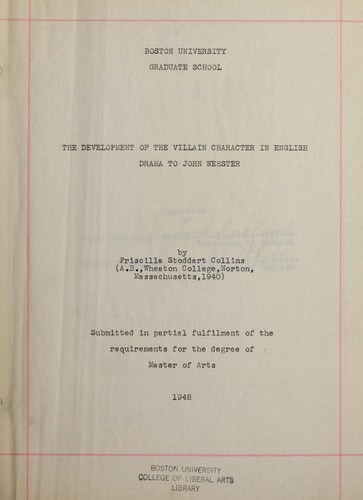 BOSTON UNIVERSITY
GRADUATE SCHOOL
THE DEVELOPMENT OF THE VILLAIN CHARACTER IN ENGLISH
DRAMA TO JOHN WEBSTER
by
Priscilla Stoddert Collins
(A.B.,Wheaton College,Norton,
Massachusetts,1940)
Submitted in partial fulfilment of the
requirements for the degree of
Master of Arts
1948
BOSTON UNIVERSITY
COLLEGE OF LIBERAL ARTS
LIBRARY